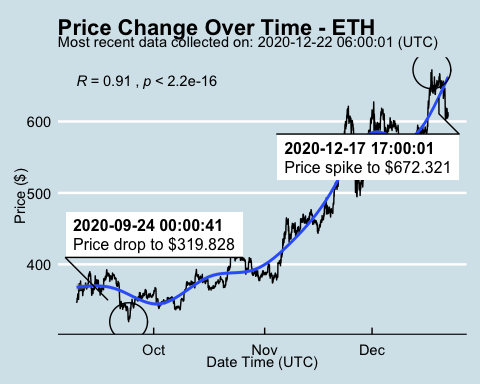 Price Change Over Time - ETH
Most recent data collected on: 2020-12-22 06:00:01 (UTC)
R = 0.91 , p < 2.2e-16
600
2020-12-17 17:00:01
Price spike to $672.321
500
Price ($)
2020-09-24 00:00:41
Price drop to $319.828
400
Oct Nov Dec
Date Time (UTC)